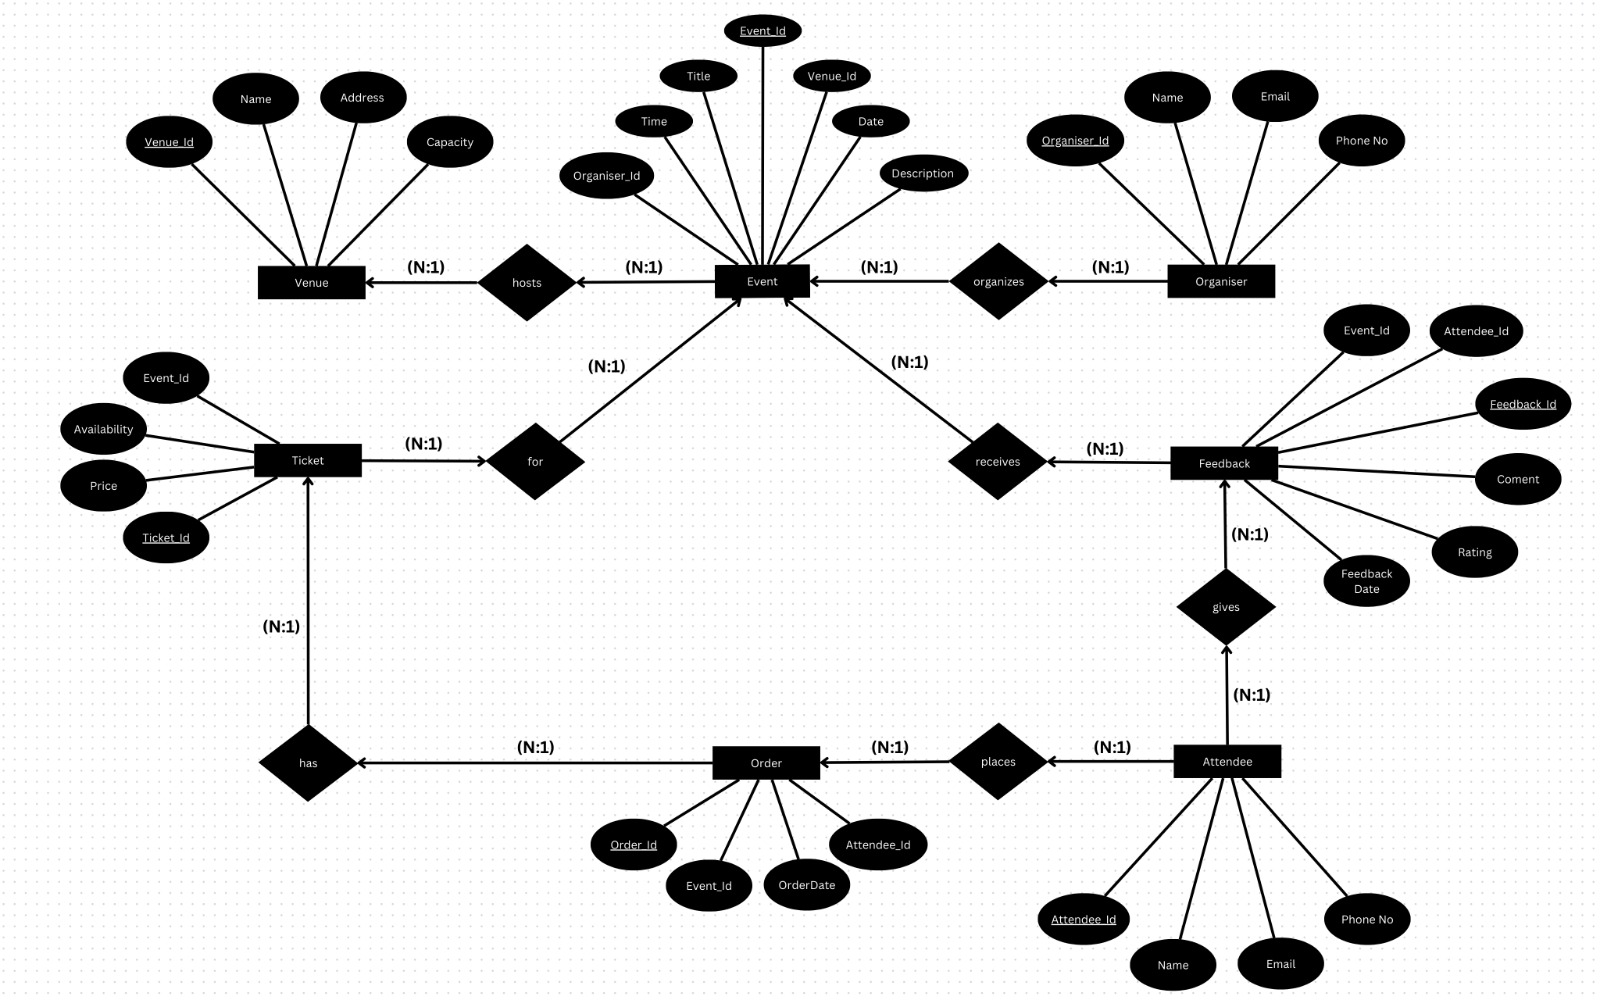 Event_Id
Title
Venue_Id
Time
Date
Organiser_Id
Description
Name
Address
Venue_Id
Capacity
Name
Email
Organiser_Id
Phone No
Venue
(N:1)
hosts
(N:1)
Event
(N:1)
organizes
(N:1)
Organiser
(N:1)
(N:1)
Event_Id
Availability
Price
Ticket_Id
Ticket
(N:1)
for
receives
(N:1)
Feedback
Event_Id
Attendee_Id
Feedback_Id
Coment
Rating
Feedback
Date
(N:1)
gives
(N:1)
(N:1)
has
(N:1)
Order
(N:1)
places
(N:1)
Attendee
Order_Id
Event_Id
OrderDate
Attendee_Id
Attendee_Id
Name
Email
Phone No